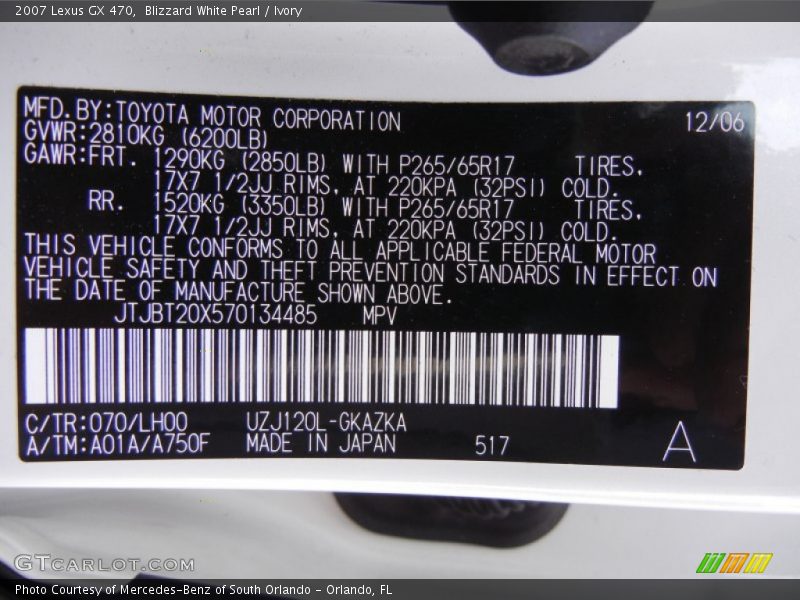 2007 Lexus GX 470, Blizzard White Pearl / Ivory
MFD.BY:TOYOTA MOTOR CORPORATION 12/06
GVWR:2810KG (6200LB)
GAWR:FRT. 1290KG (2850LB) WITH P265/65R17 TIRES,
17X7 1/2JJ RIMS, AT 220KPA (32PSI) COLD.
RR. 1520KG (3350LB) WITH P265/65R17 TIRES,
17X7 1/2JJ RIMS, AT 220KPA (32PSI) COLD.
THIS VEHICLE CONFORMS TO ALL APPLICABLE FEDERAL MOTOR
VEHICLE SAFETY AND THEFT PREVENTION STANDARDS IN EFFECT ON
THE DATE OF MANUFACTURE SHOWN ABOVE.
JTJBT20X570134485 MPV
C/TR:070/LH00 UZJ120L-GKAZKA
A/TM:A01A/A750F MADE IN JAPAN 517 A
GTCARLOT.COM
Photo Courtesy of Mercedes-Benz of South Orlando - Orlando, FL